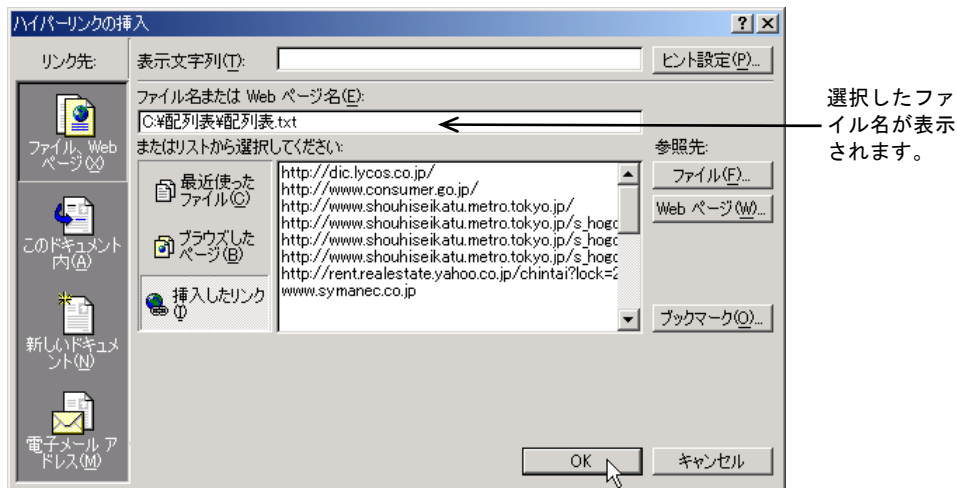 ハイパーリンクの挿入
リンク先:
表示文字列(T):
ヒント設定(P)...
ファイル名または Web ページ名(E):
C:¥配列表¥配列表.txt
選択したファ
イル名が表示
されます。
ファイル、Web
ページ(X)
またはリストから選択してください:
参照先:
最近使った
ファイル(C)
http://dic.lycos.co.jp/
http://www.consumer.go.jp/
http://www.shouhiseikatu.metro.tokyo.jp/
http://www.shouhiseikatu.metro.tokyo.jp/s_hogo
http://www.shouhiseikatu.metro.tokyo.jp/s_hogo
http://www.shouhiseikatu.metro.tokyo.jp/s_hogo
http://rent.realestate.yahoo.co.jp/chintai?lock=2
www.symanec.co.jp
ファイル(F)...
Web ページ(W)...
このドキュメント
内(A)
ブラウズした
ページ(B)
挿入したリンク
(I)
ブックマーク(O)...
新しいドキュメ
ント(N)
電子メール ア
ドレス(M)
OK
キャンセル